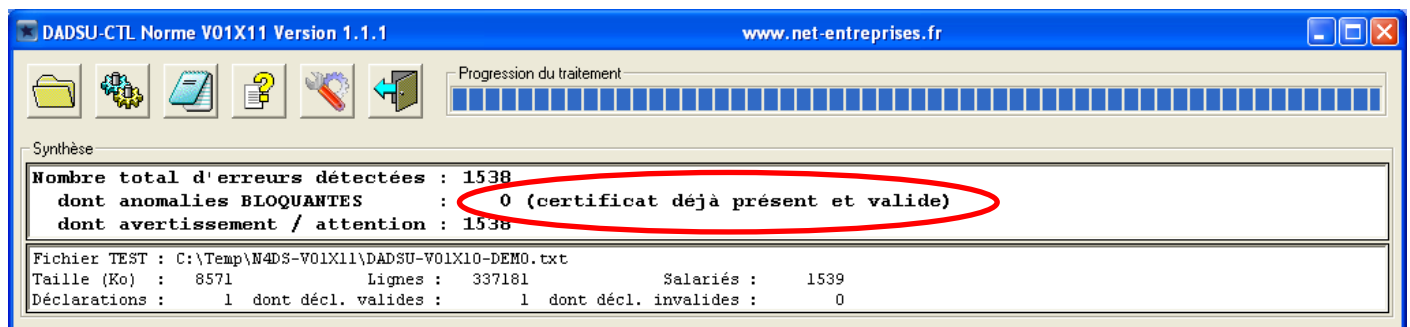 DADSU-CTL Norme V01X11 Version 1.1.1 www.net-entreprises.fr
Progression du traitement
Synthèse
Nombre total d'erreurs détectées : 1538
dont anomalies BLOQUANTES : 0 (certificat déjà présent et valide)
dont avertissement / attention : 1538
Fichier TEST : C:\Temp\N4DS-V01X11\DADSU-V01X10-DEMO.txt
Taille (Ko) : 8571 Lignes : 337181 Salariés : 1539
Déclarations : 1 dont décl. valides : 1 dont décl. invalides : 0